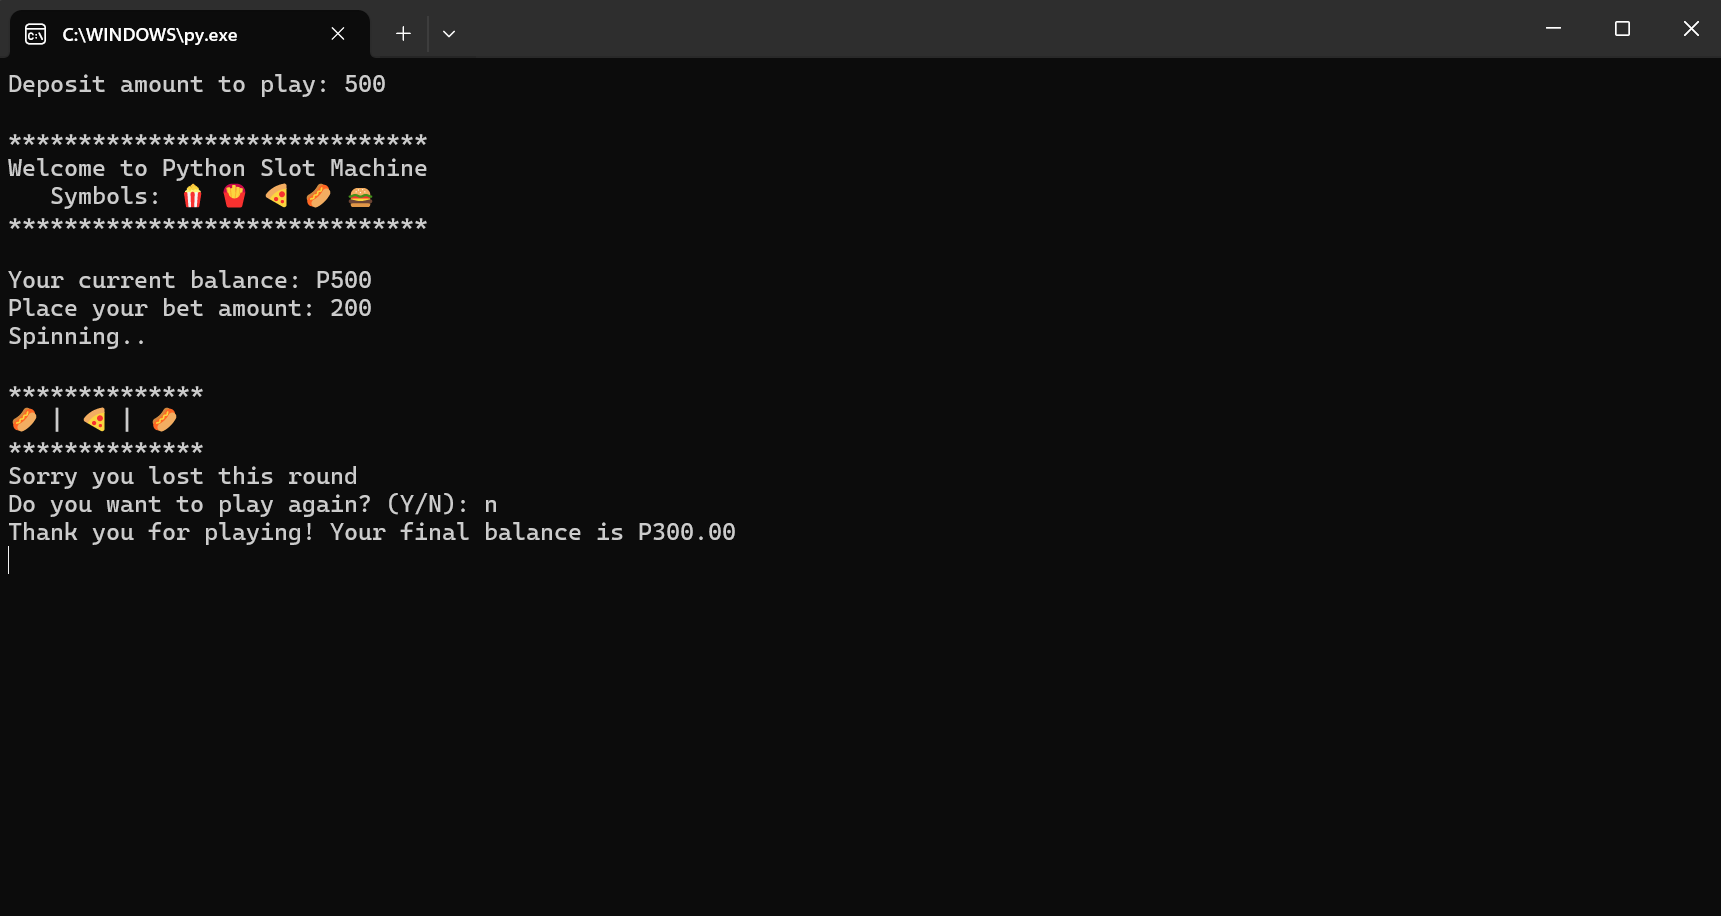 C:\WINDOWS\py.exe
Deposit amount to play: 500
******************************
Welcome to Python Slot Machine
Symbols: 🍿 🍟 🍕 🌭 🍔
******************************
Your current balance: P500
Place your bet amount: 200
Spinning..
**************
🌭 | 🍕 | 🌭
**************
Sorry you lost this round
Do you want to play again? (Y/N): n
Thank you for playing! Your final balance is P300.00